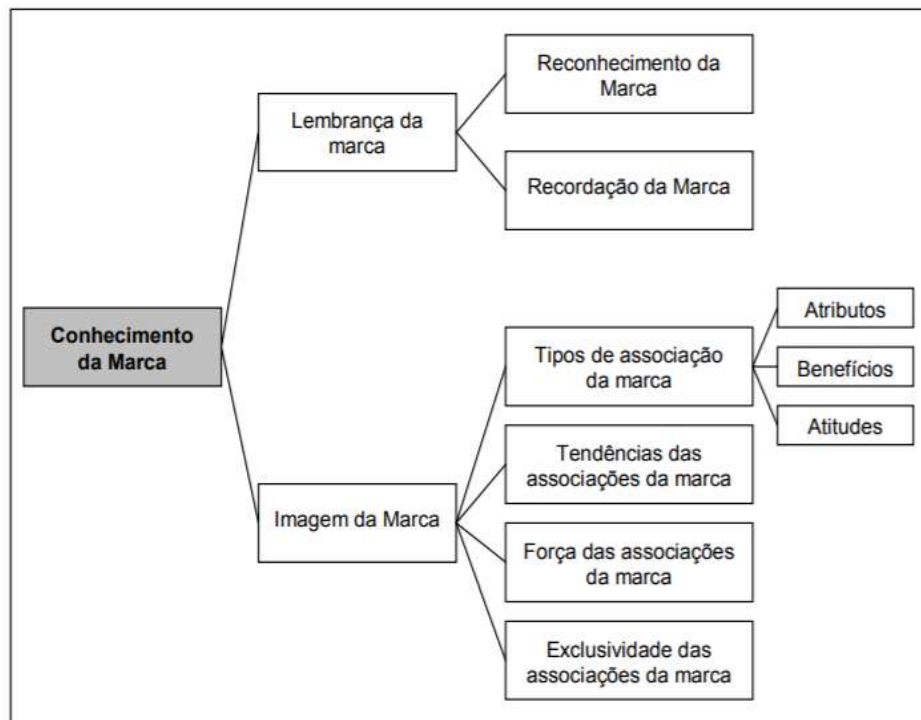 Reconhecimento da
Marca
Lembrança da
marca
Recordação da Marca
Conhecimento
da Marca
Atributos
Tipos de associação
da marca
Benefícios
Atitudes
Tendências das
associações da marca
Imagem da Marca
Força das associações
da marca
Exclusividade das
associações da marca